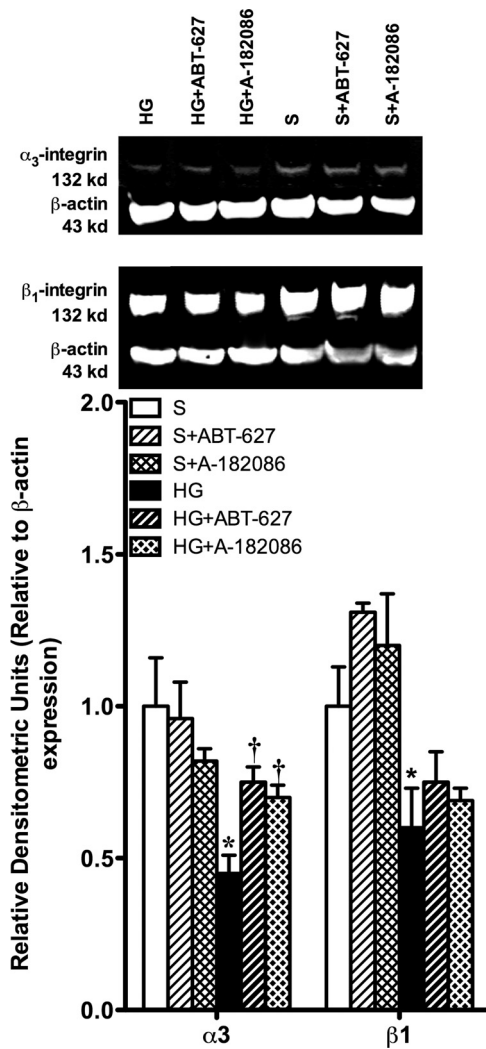 HG
HG+ABT-627
HG+A-182086
S
S+ABT-627
S+A-182086
α3-integrin
132 kd
β-actin
43 kd
β1-integrin
132 kd
β-actin
43 kd
Relative Densitometric Units (Relative to β-actin
expression)
2.0
1.5
1.0
0.5
0.0
S
S+ABT-627
S+A-182086
HG
HG+ABT-627
HG+A-182086
*
†
†
*
α3
β1